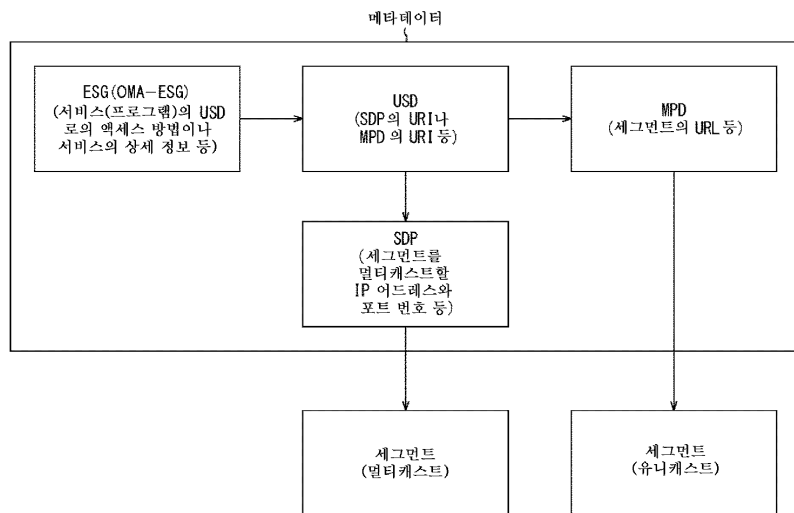 메타데이터
ESG(OMA-ESG)
(서비스(프로그램)의 USD
로의 액세스 방법이나
서비스의 상세 정보 등)
USD
(SDP의 URI나
MPD의 URI 등)
MPD
(세그먼트의 URL 등)
SDP
(세그먼트를
멀티캐스트할
IP 어드레스와
포트 번호 등)
세그먼트
(멀티캐스트)
세그먼트
(유니캐스트)